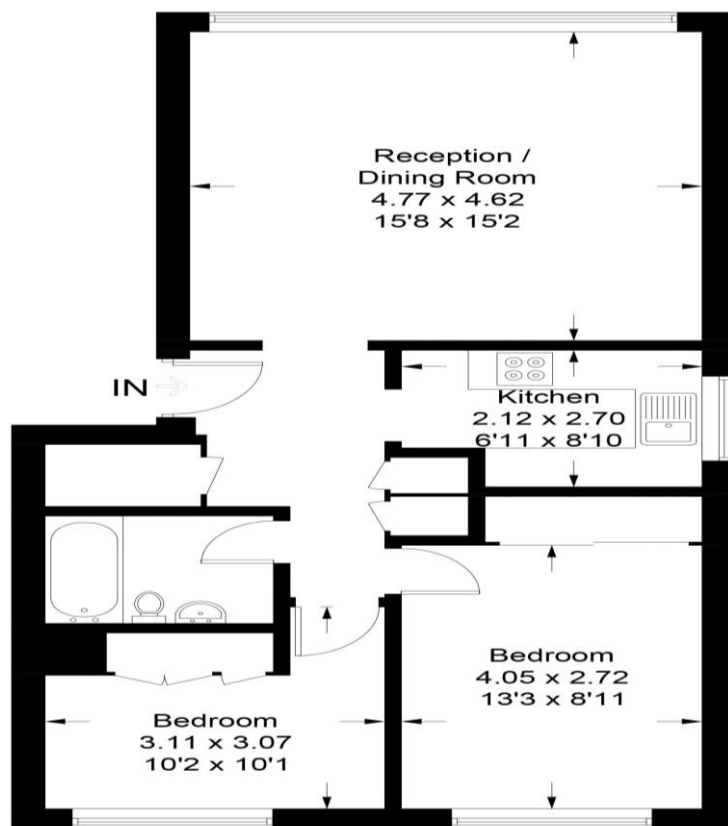 Reception /
Dining Room
4.77 x 4.62
15'8 x 15'2
IN
Kitchen
2.12 x 2.70
6'11 x 8'10
Bedroom
4.05 x 2.72
13'3 x 8'11
Bedroom
3.11 x 3.07
10'2 x 10'1